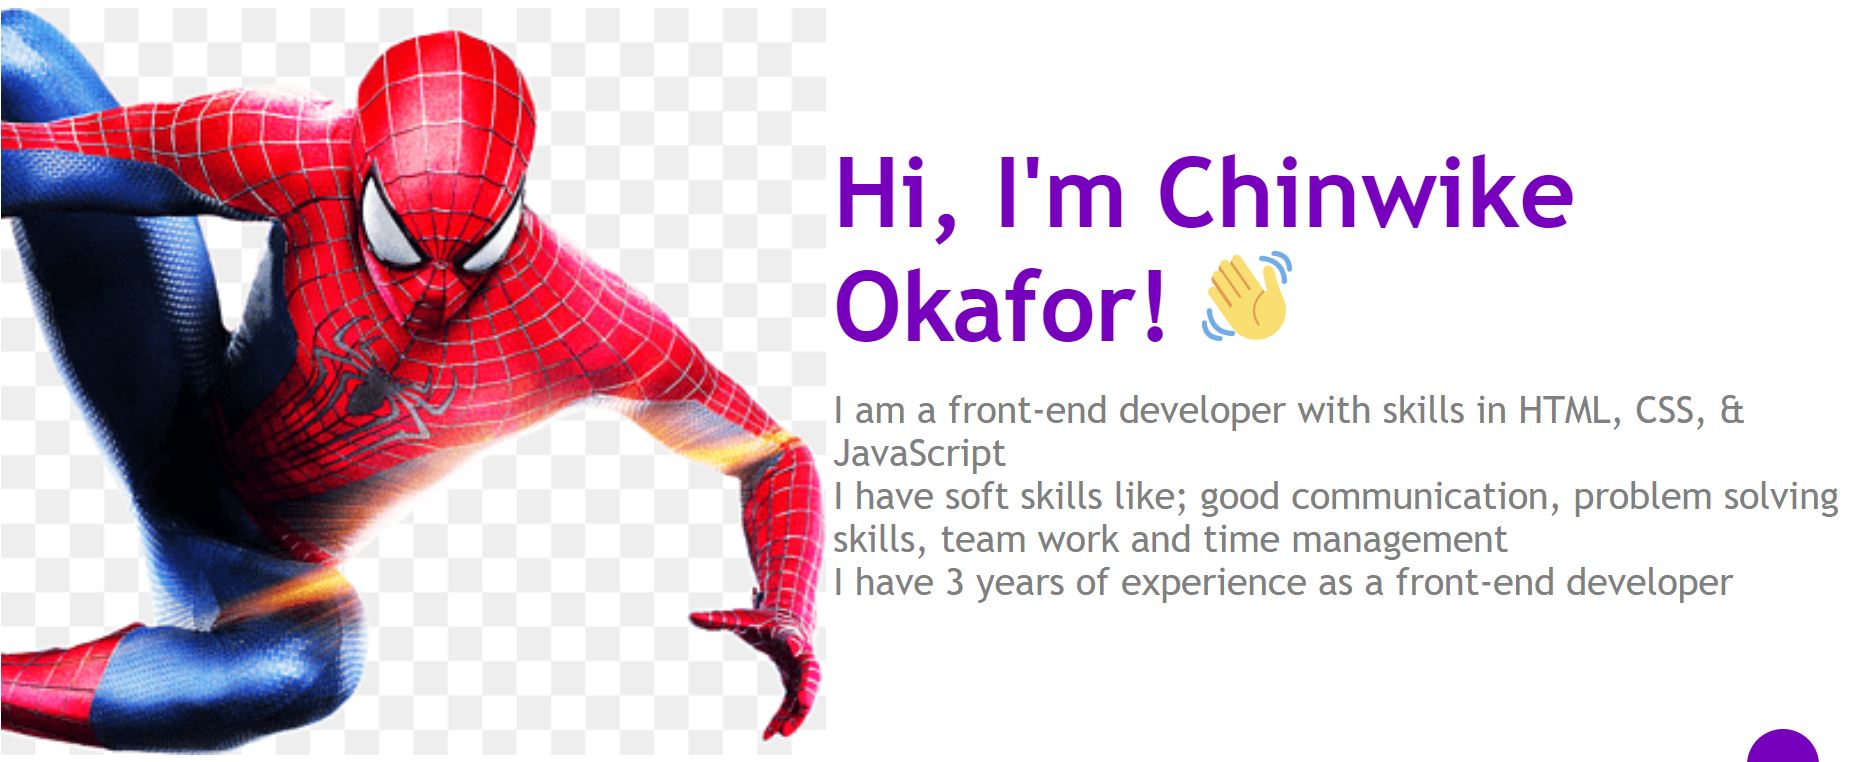 Hi, I'm Chinwike
Okafor! 👋
I am a front-end developer with skills in HTML, CSS, &
JavaScript
I have soft skills like; good communication, problem solving
skills, team work and time management
I have 3 years of experience as a front-end developer